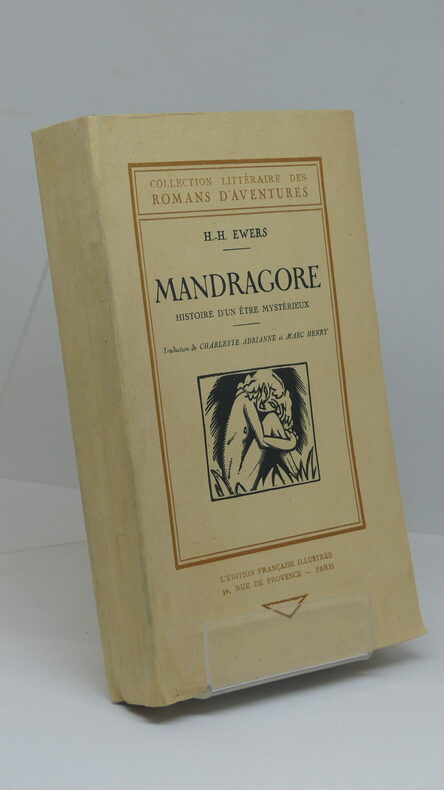 COLLECTION LITTÉRAIRE DES
ROMANS D'AVENTURES
H.-H. EWERS
MANDRAGORE
HISTOIRE D'UN ÊTRE MYSTÉRIEUX
Traduction de CHARLETTE ADRIANNE et MARC HENRY
L'ÉDITION FRANÇAISE ILLUSTRÉE
30, RUE DE PROVENCE — PARIS